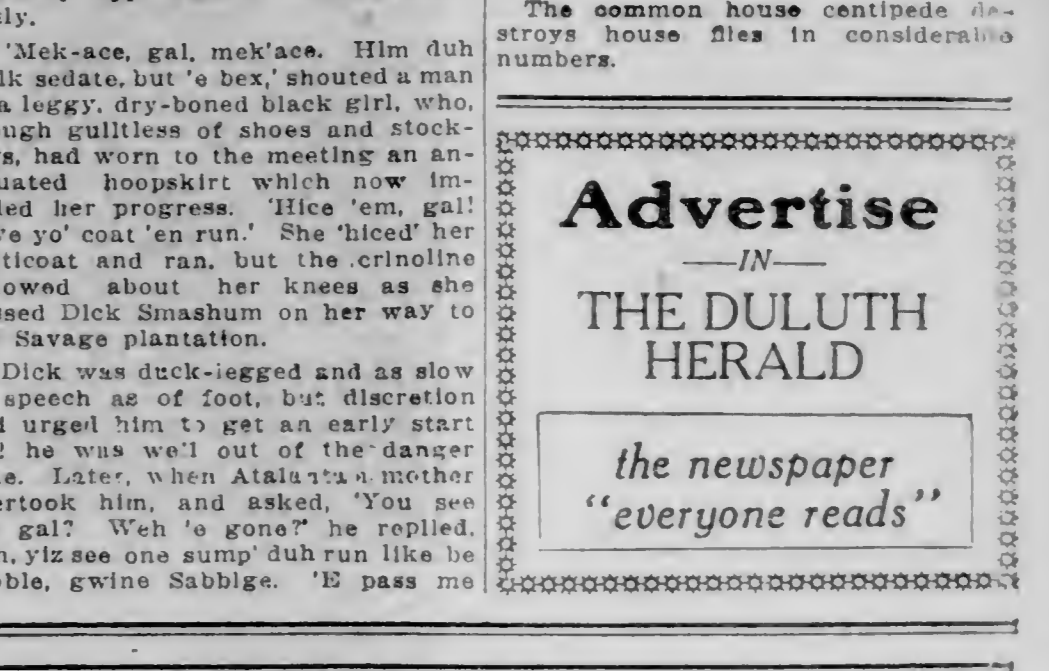 ly.
'Mek-ace, gal, mek'ace. Him duh
lk sedate, but 'e bex,' shouted a man
a leggy, dry-boned black girl, who,
ugh guiltless of shoes and stock-
s, had worn to the meeting an an-
uated hoopskirt which now im-
led her progress. 'Hice 'em, gal!
e yo' coat 'en run.' She 'hiced' her
ticoat and ran, but the crinoline
owed about her knees as she
sed Dick Smashum on her way to
Savage plantation.
Dick was duck-legged and as slow
speech as of foot, but discretion
urged him to get an early start
he was we'l out of the danger
e. Later, when Atalanta's mother
ertook him, and asked, 'You see
gal? Weh 'e gone?' he replied,
, yiz see one sump' duh run like be
ble, gwine Sabbige. 'E pass me
The common house centipede de-
stroys house flies in considerable
numbers.
Advertise
IN
THE DULUTH
HERALD
the newspaper
"everyone reads"